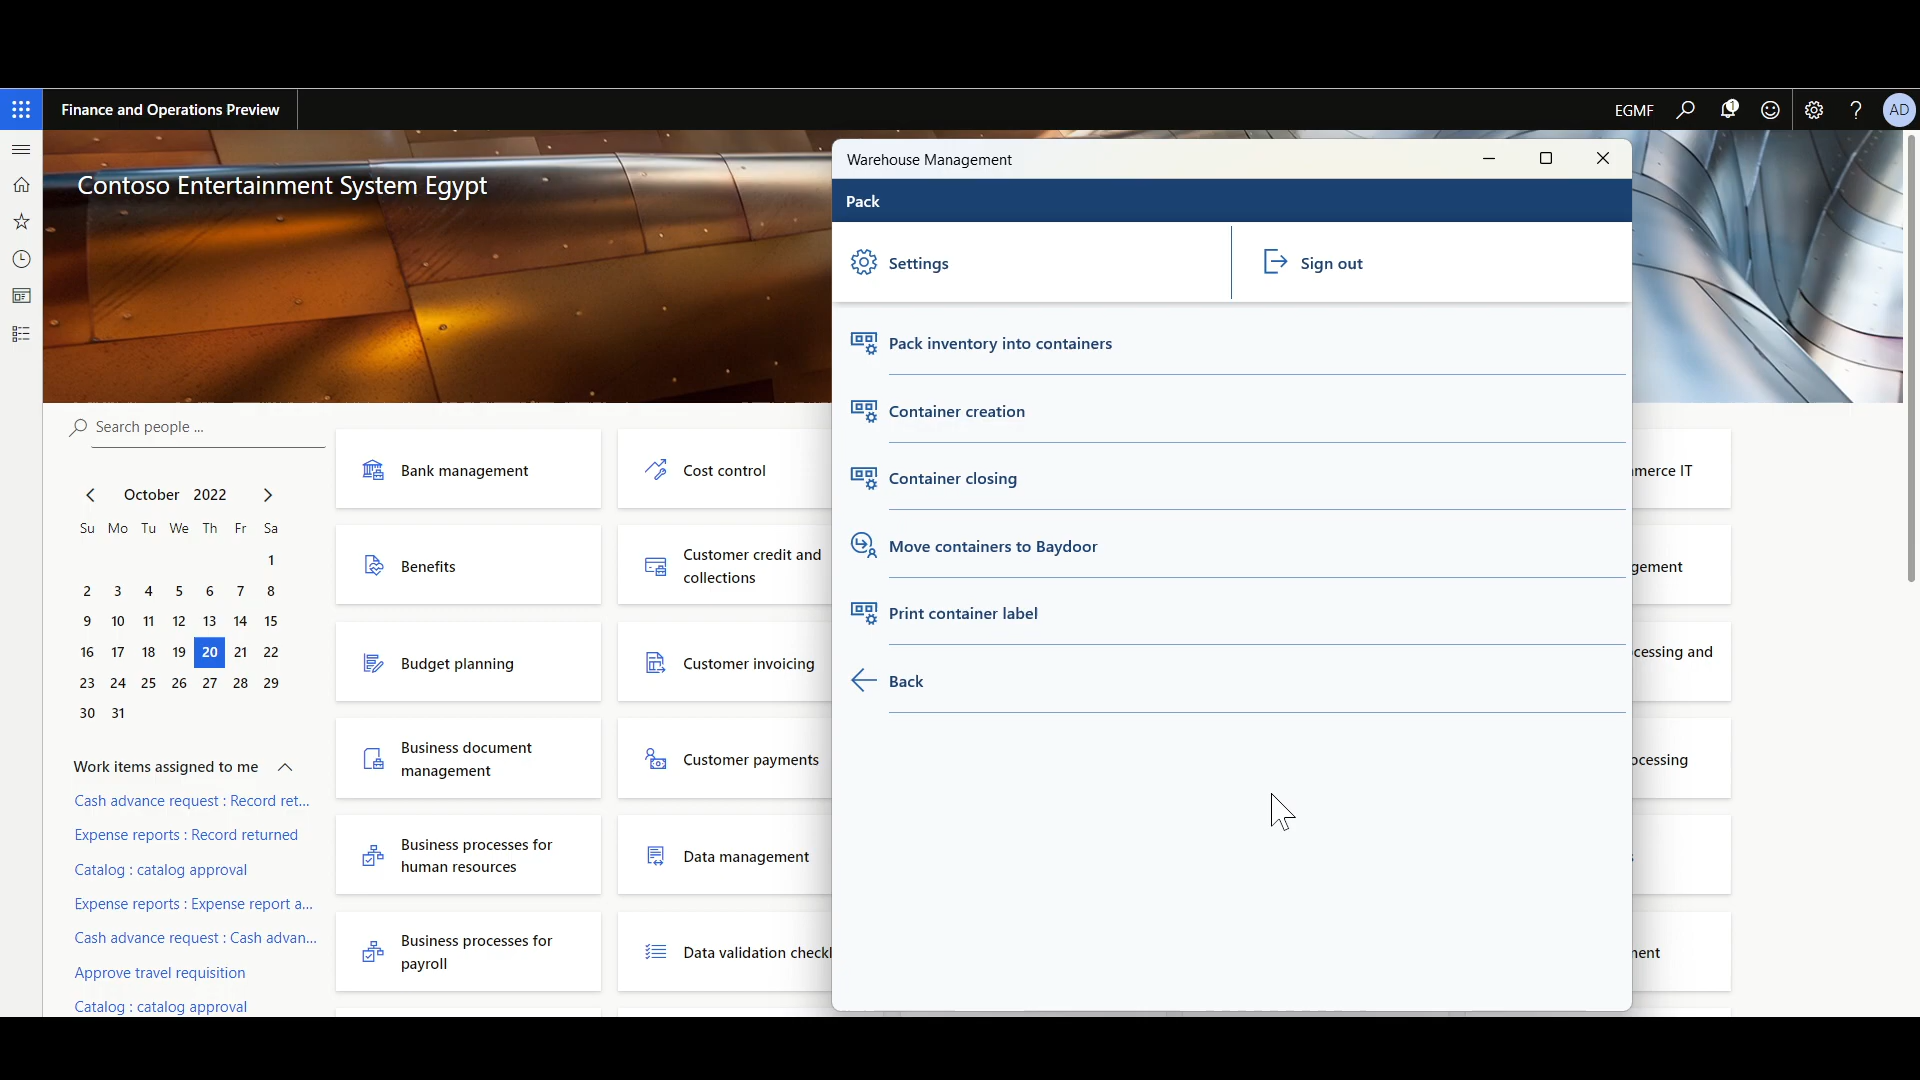 Finance and Operations Preview
EGMF
1
?
AD
Contoso Entertainment System Egypt
Search people ...
October 2022
Su Mo Tu We Th Fr Sa
1
2 3 4 5 6 7 8
9 10 11 12 13 14 15
16 17 18 19 20 21 22
23 24 25 26 27 28 29
30 31
Work items assigned to me
Cash advance request : Record ret...
Expense reports : Record returned
Catalog : catalog approval
Expense reports : Expense report a...
Cash advance request : Cash advan...
Approve travel requisition
Catalog : catalog approval
Bank management
Benefits
Budget planning
Business document
management
Business processes for
human resources
Business processes for
payroll
Cost control
Customer credit and
collections
Customer invoicing
Customer payments
Data management
Data validation checkl
Warehouse Management
Pack
Settings
Sign out
Pack inventory into containers
Container creation
Container closing
Move containers to Baydoor
Print container label
Back
merce IT
gement
cessing and
ocessing
nent